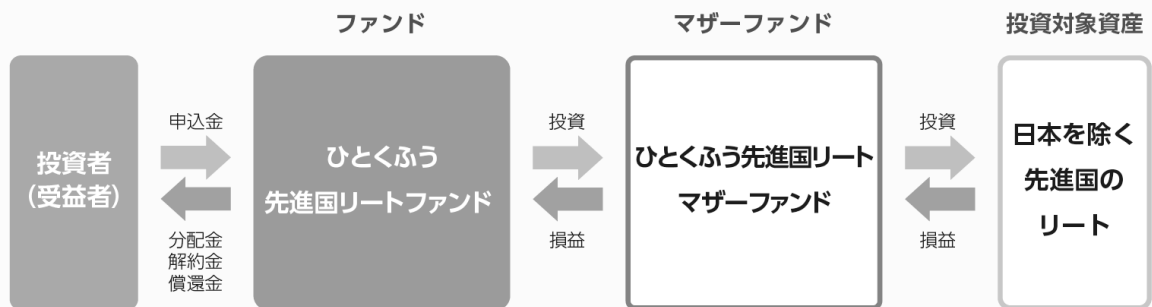 ファンド
マザーファンド
投資対象資産
投資者
(受益者)
申込金
分配金
解約金
償還金
ひとくふう
先進国リートファンド
投資
損益
ひとくふう先進国リート
マザーファンド
投資
損益
日本を除く
先進国の
リート